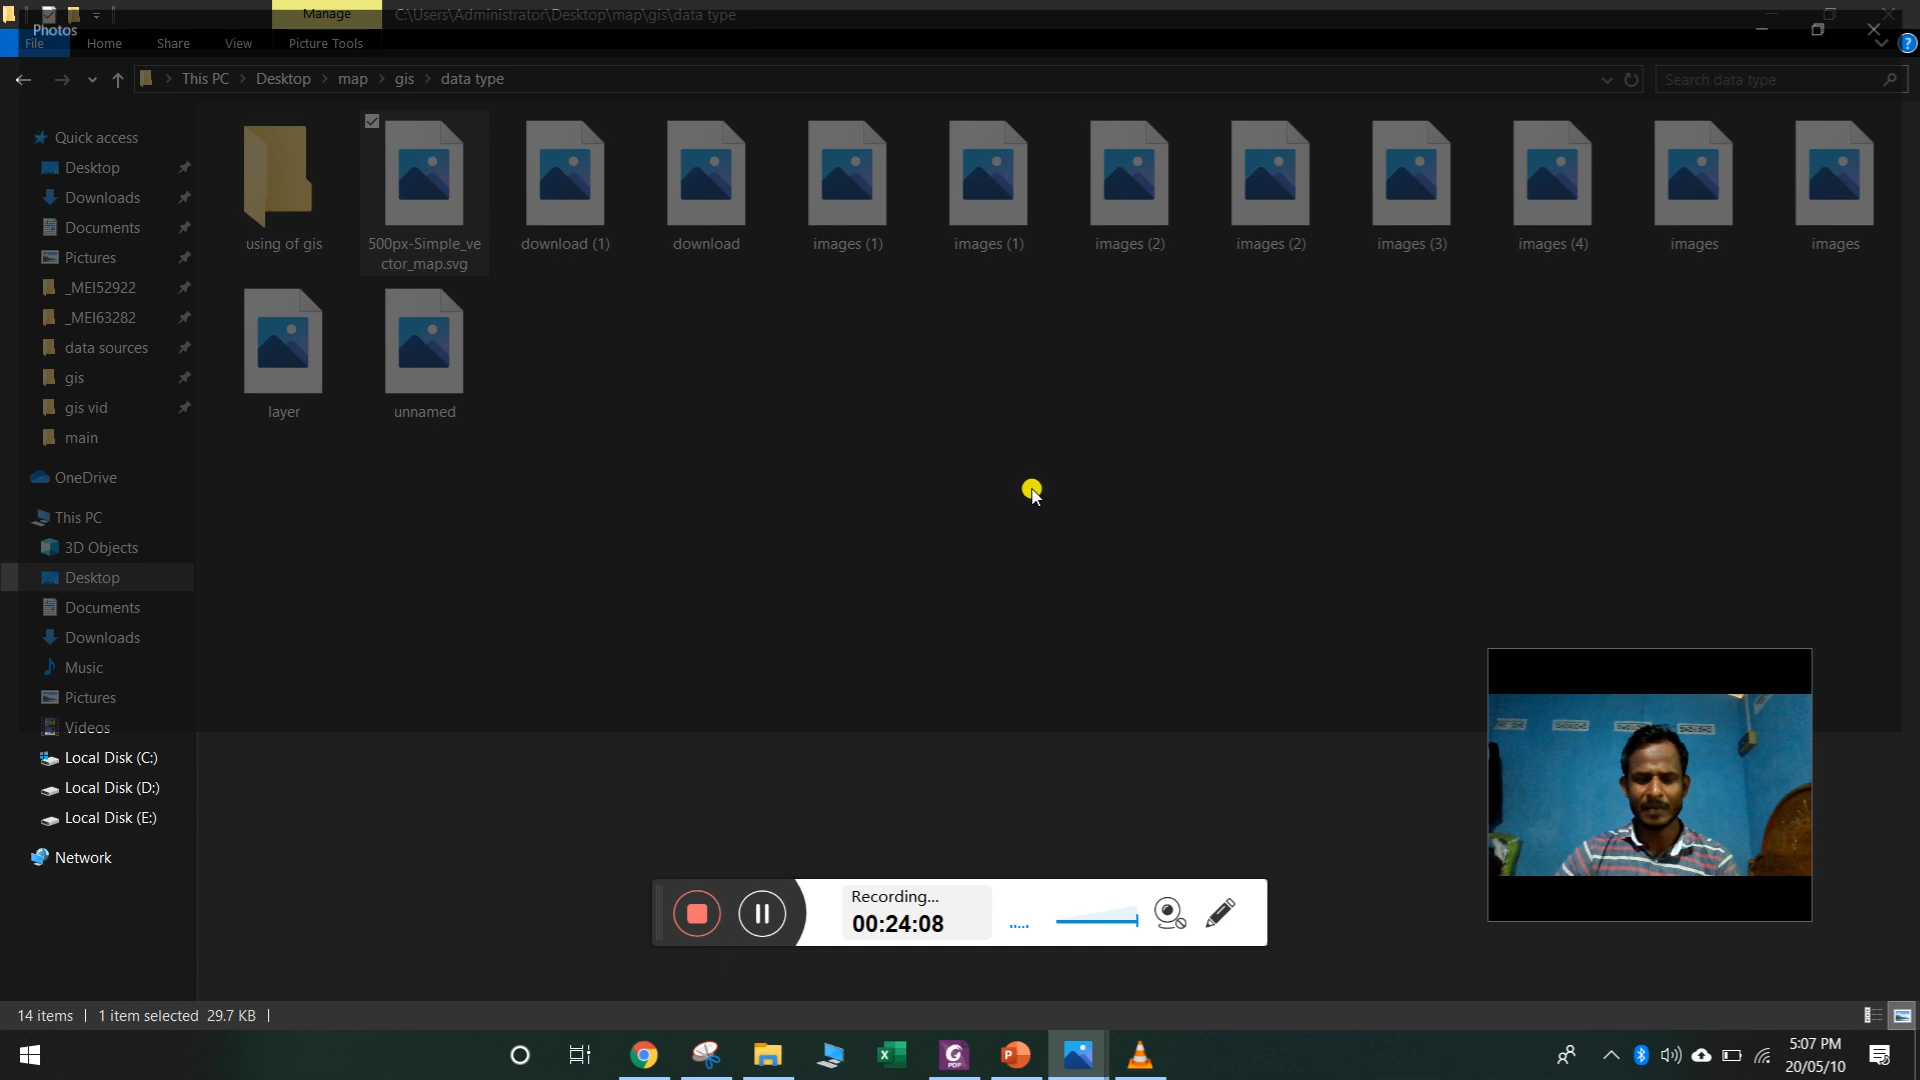 Manage
C:\Users\Administrator\Desktop\map\gis\data type
Photos
File
Home
Share
View
Picture Tools
This PC
Desktop
map
gis
data type
Search data type
Quick access
Desktop
Downloads
Documents
Pictures
_MEI52922
_MEI63282
data sources
gis
gis vid
main
OneDrive
This PC
3D Objects
Desktop
Documents
Downloads
Music
Pictures
Videos
Local Disk (C:)
Local Disk (D:)
Local Disk (E:)
Network
using of gis
500px-Simple_ve
ctor_map.svg
download (1)
download
images (1)
images (1)
images (2)
images (2)
images (3)
images (4)
images
images
layer
unnamed
Recording...
00:24:08
14 items
1 item selected 29.7 KB
5:07 PM
20/05/10